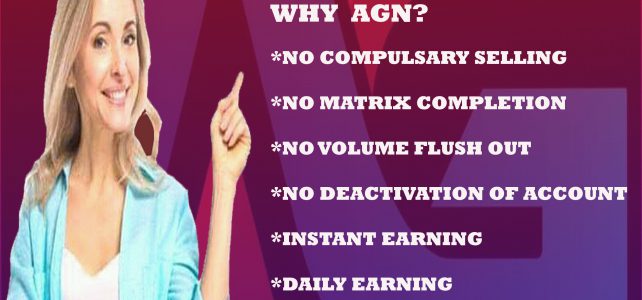 WHY AGN?
*NO COMPULSARY SELLING
*NO MATRIX COMPLETION
*NO VOLUME FLUSH OUT
*NO DEACTIVATION OF ACCOUNT
*INSTANT EARNING
*DAILY EARNING